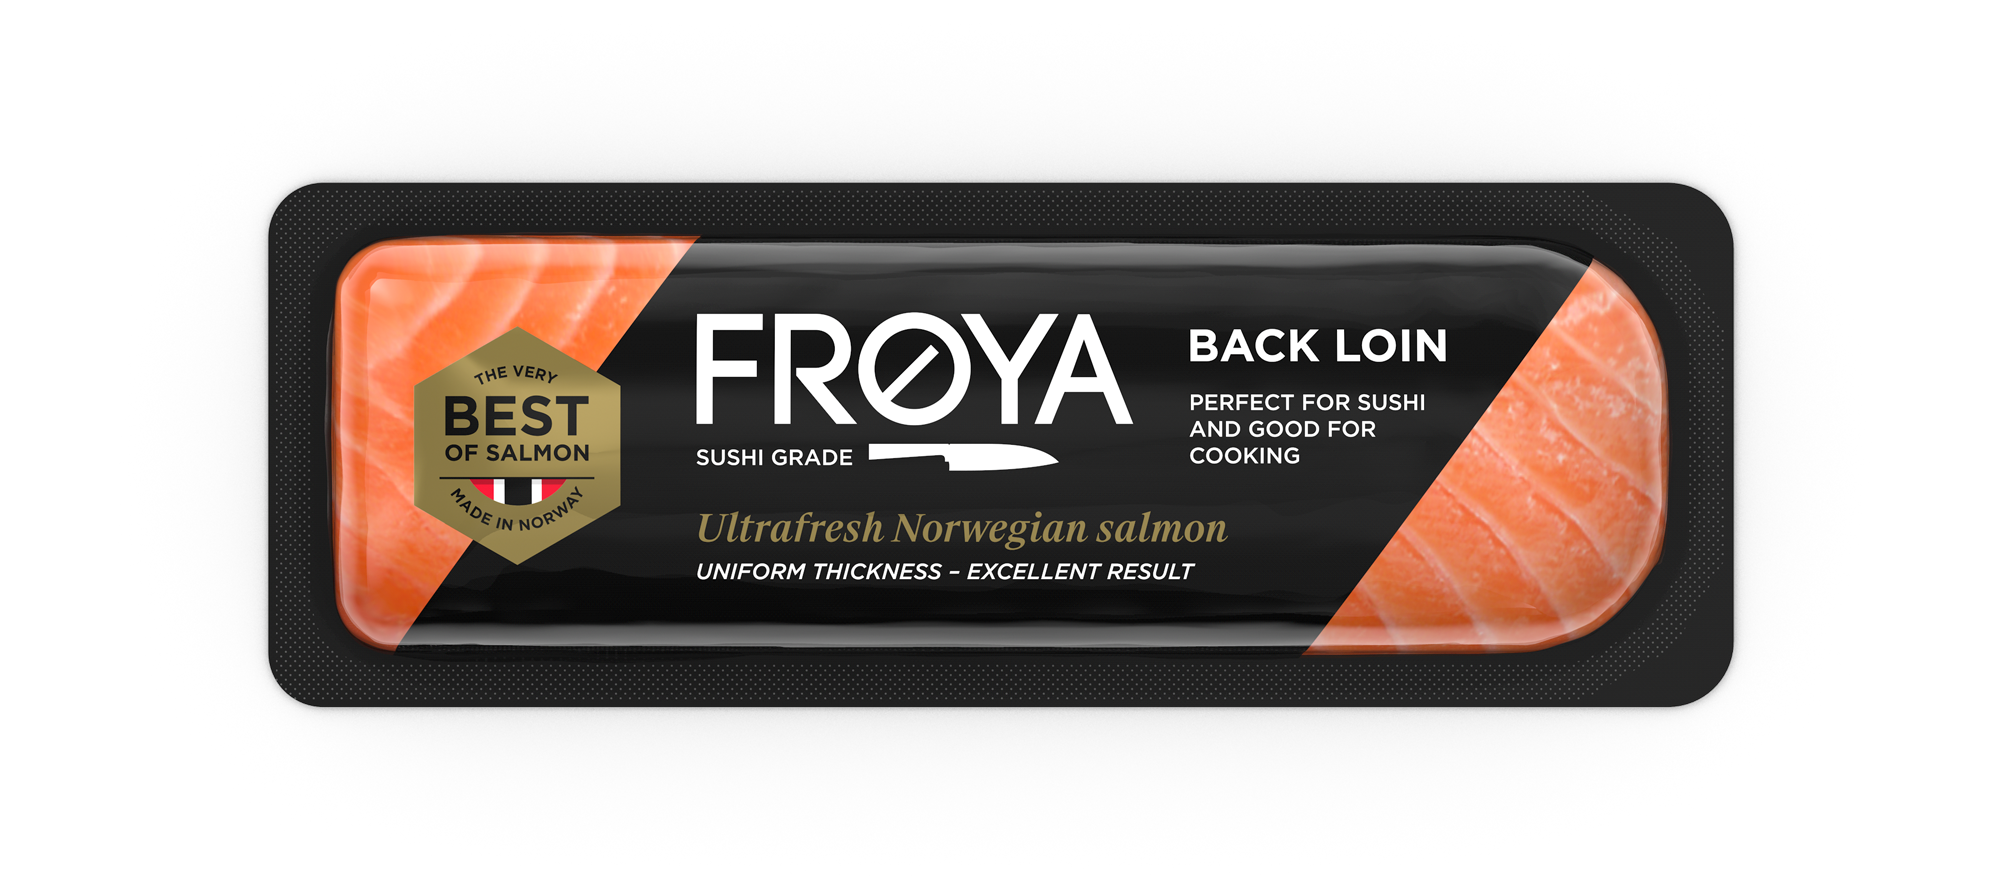 THE VERY
BEST
OF SALMON
MADE IN NORWAY
FRØYA
SUSHI GRADE
Ultrafresh Norwegian salmon
UNIFORM THICKNESS – EXCELLENT RESULT
BACK LOIN
PERFECT FOR SUSHI
AND GOOD FOR
COOKING